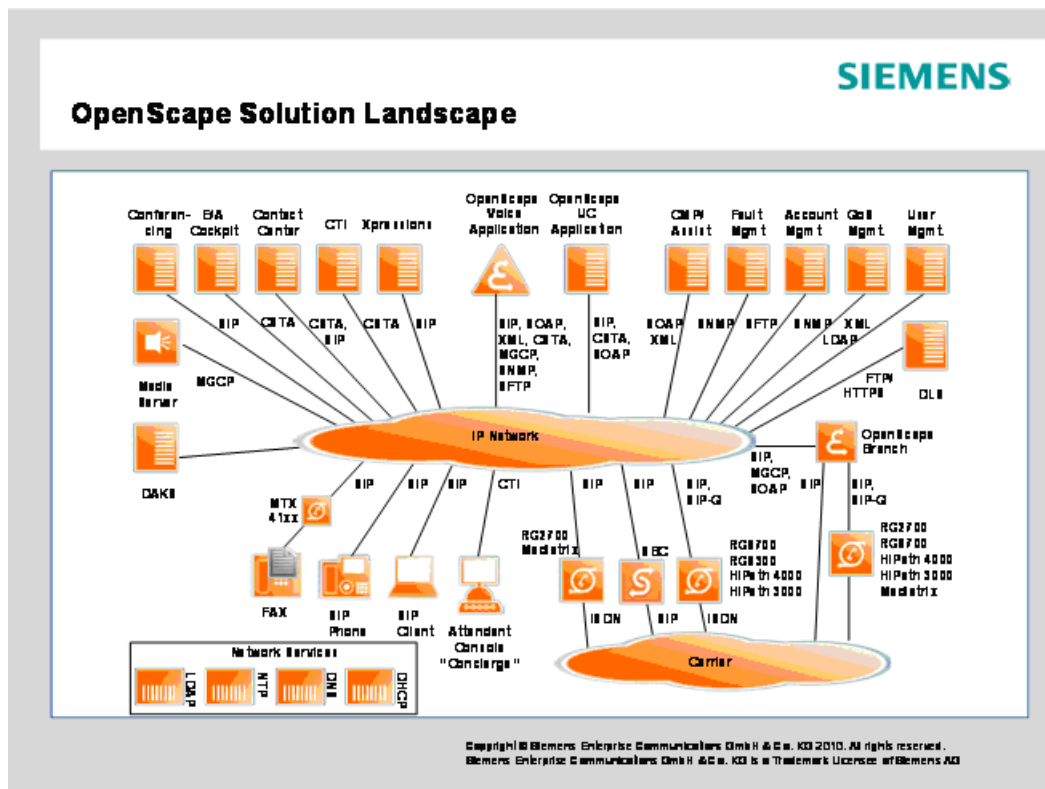 SIEMENS
OpenScape Solution Landscape
Conferen-
cing
E/A
Cockpit
Contact
Center
CTI
Xpressions
OpenScape
Voice
Application
OpenScape
UC
Application
CMP/
Assist
Fault
Mgmt
Account
Mgmt
QoS
Mgmt
User
Mgmt
SIP
CSTA
CSTA,
SIP
CSTA
SIP
SIP, SOAP,
XML, CSTA,
MGCP,
SNMP,
SFTP
SIP,
CSTA,
SOAP
SOAP
XML
SNMP
SFTP
SNMP
XML
LDAP
Media
Server
MGCP
FTP/
HTTPS
DLS
IP Network
OpenScape
Branch
DAKS
SIP,
MGCP,
SOAP
MTX
41xx
SIP
SIP
SIP
CTI
SIP
SIP
SIP,
SIP-Q
SIP
SIP,
SIP-Q
RG2700
Mediatrix
SBC
RG8700
RG8300
HiPath 4000
HiPath 3000
RG2700
RG8700
HiPath 4000
HiPath 3000
Mediatrix
FAX
SIP
Phone
SIP
Client
Attendant
Console
"Concierge"
ISDN
SIP
ISDN
Carrier
Network Services
LDAP
NTP
DNS
DHCP
Copyright © Siemens Enterprise Communications GmbH & Co. KG 2010. All rights reserved.
Siemens Enterprise Communications GmbH & Co. KG is a Trademark Licensee of Siemens AG